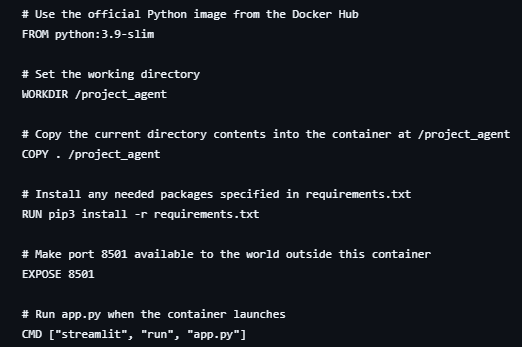 # Use the official Python image from the Docker Hub
FROM python:3.9-slim
# Set the working directory
WORKDIR /project_agent
# Copy the current directory contents into the container at /project_agent
COPY . /project_agent
# Install any needed packages specified in requirements.txt
RUN pip3 install -r requirements.txt
# Make port 8501 available to the world outside this container
EXPOSE 8501
# Run app.py when the container launches
CMD ["streamlit", "run", "app.py"]